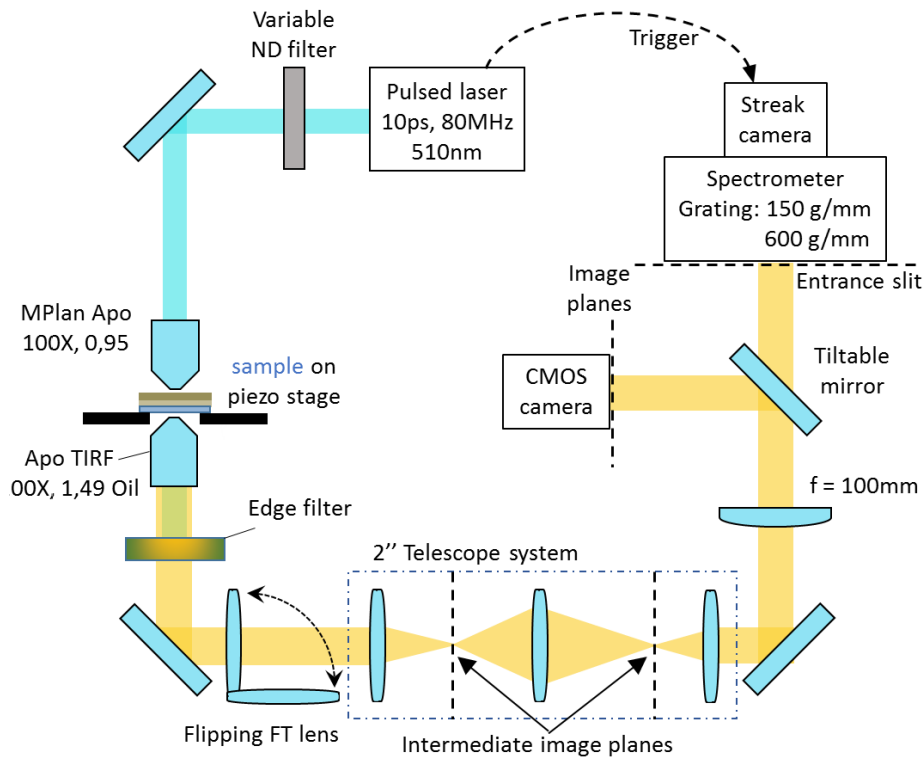 Variable
ND filter
Trigger
Pulsed laser
10ps, 80MHz
510nm
Streak
camera
Spectrometer
Grating: 150 g/mm
600 g/mm
Image
planes
Entrance slit
MPlan Apo
100X, 0,95
sample on
piezo stage
CMOS
camera
Tiltable
mirror
Apo TIRF
00X, 1,49 Oil
f = 100mm
Edge filter
2’’ Telescope system
Flipping FT lens
Intermediate image planes